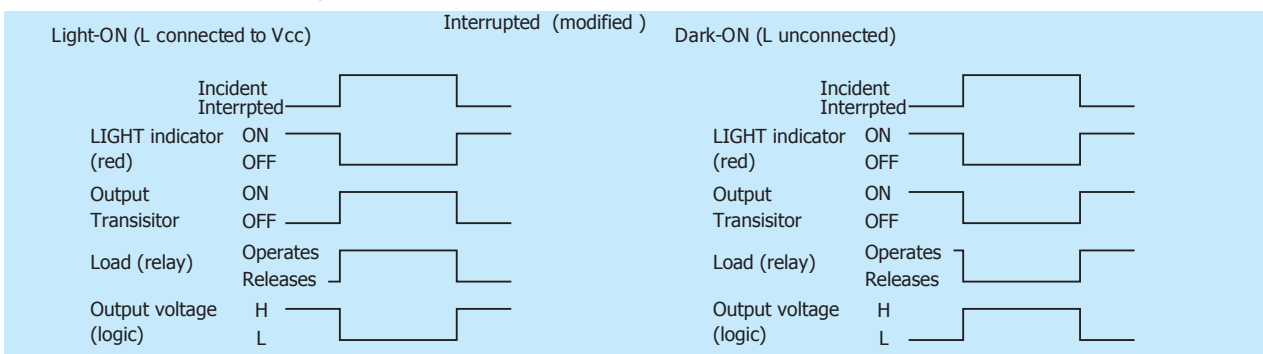 Interrupted (modified )
Light-ON (L connected to Vcc)
Incident
Interrpted
LIGHT indicator ON
(red) OFF
Output ON
Transisitor OFF
Load (relay) Operates
Releases
Output voltage H
(logic) L
Dark-ON (L unconnected)
Incident
Interrpted
LIGHT indicator ON
(red) OFF
Output ON
Transisitor OFF
Load (relay) Operates
Releases
Output voltage H
(logic) L